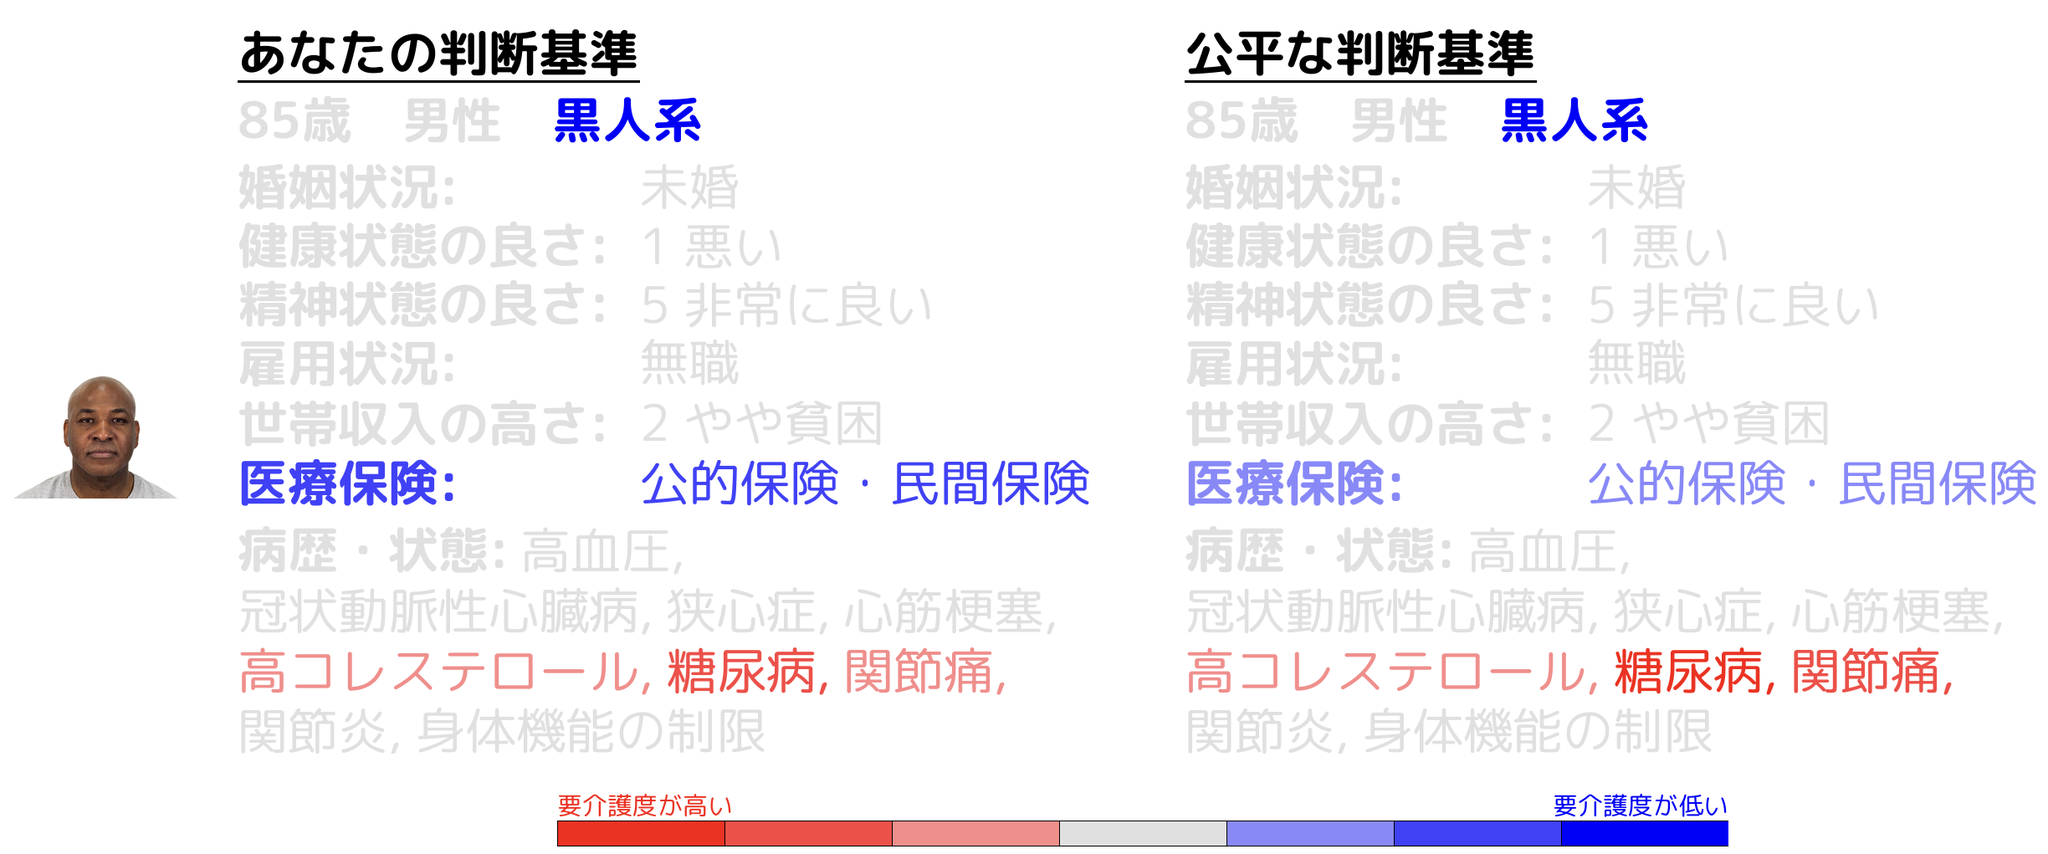 あなたの判断基準
85歳 男性 黒人系
婚姻状況: 未婚
健康状態の良さ: 1 悪い
精神状態の良さ: 5 非常に良い
雇用状況: 無職
世帯収入の高さ: 2 やや貧困
医療保険: 公的保険・民間保険
病歴・状態: 高血圧,
冠状動脈性心臓病, 狭心症, 心筋梗塞,
高コレステロール, 糖尿病, 関節痛,
関節炎, 身体機能の制限
公平な判断基準
85歳 男性 黒人系
婚姻状況: 未婚
健康状態の良さ: 1 悪い
精神状態の良さ: 5 非常に良い
雇用状況: 無職
世帯収入の高さ: 2 やや貧困
医療保険: 公的保険・民間保険
病歴・状態: 高血圧,
冠状動脈性心臓病, 狭心症, 心筋梗塞,
高コレステロール, 糖尿病, 関節痛,
関節炎, 身体機能の制限
要介護度が高い
要介護度が低い